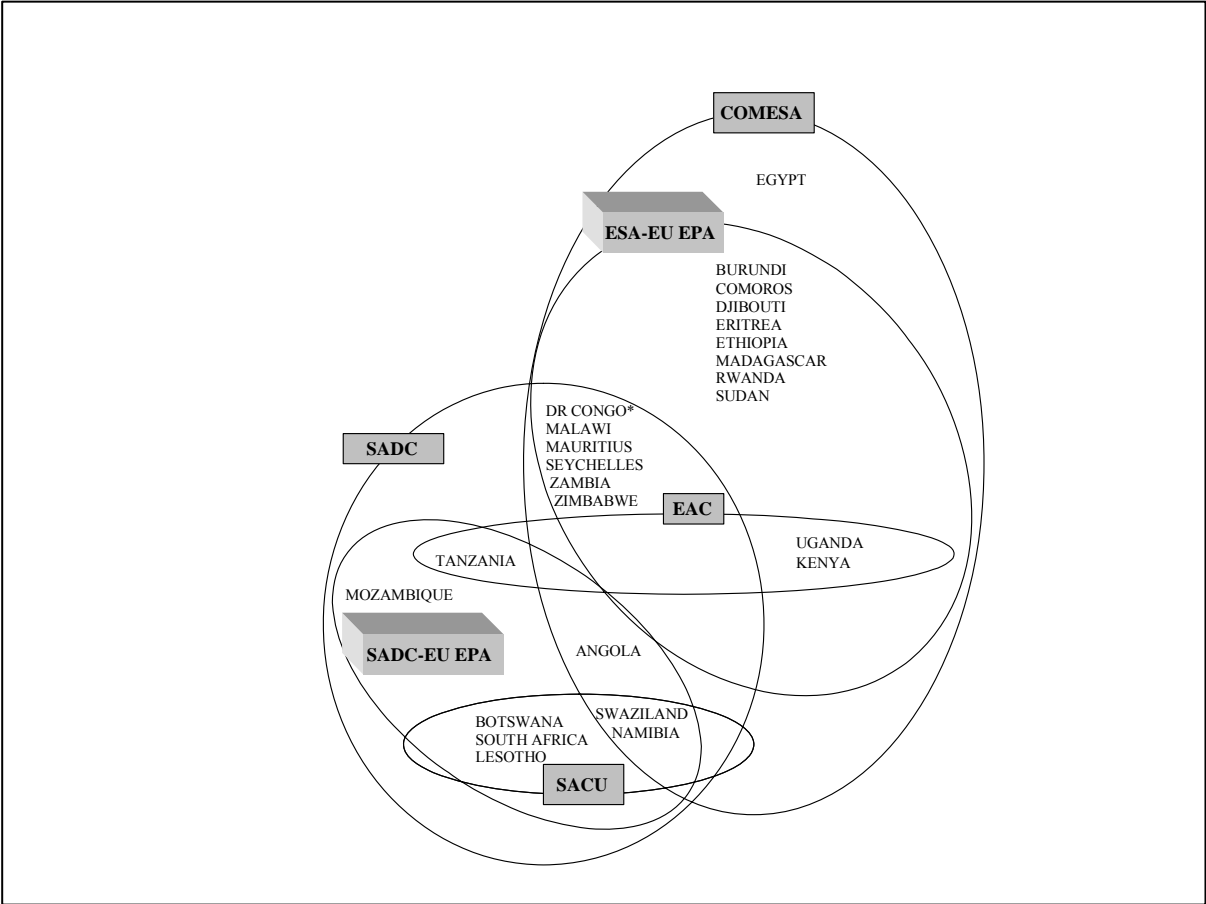 COMESA
EGYPT
ESA-EU EPA
BURUNDI
COMOROS
DJIBOUTI
ERITREA
ETHIOPIA
MADAGASCAR
RWANDA
SUDAN
DR CONGO*
MALAWI
MAURITIUS
SEYCHELLES
ZAMBIA
ZIMBABWE
SADC
EAC
UGANDA
KENYA
TANZANIA
MOZAMBIQUE
SADC-EU EPA
ANGOLA
SWAZILAND
NAMIBIA
BOTSWANA
SOUTH AFRICA
LESOTHO
SACU